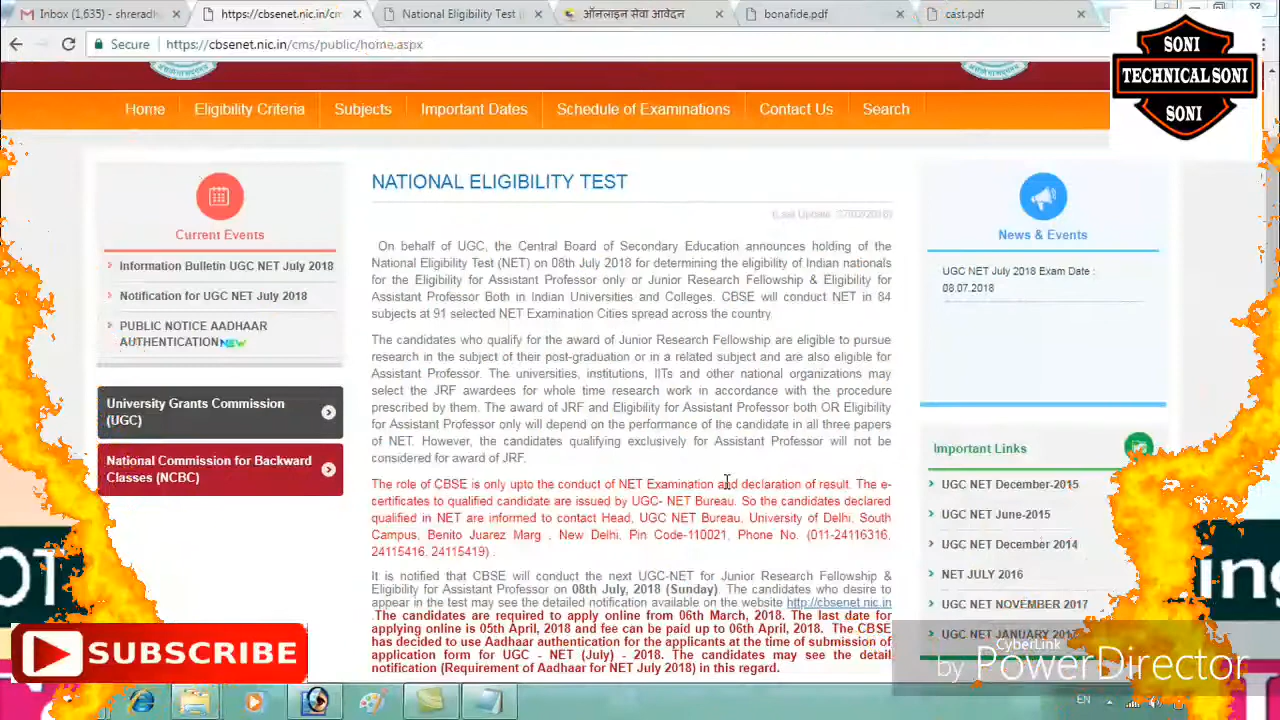 Inbox (1,635) - shreradh
https://cbsenet.nic.in/cm
National Eligibility Test
ऑनलाइन सेवा आवेदन
bonafide.pdf
cast.pdf
Secure
https://cbsenet.nic.in/cms/public/home.aspx
SONI
TECHNICAL SONI
SONI
Home
Eligibility Criteria
Subjects
Important Dates
Schedule of Examinations
Contact Us
Search
Current Events
Information Bulletin UGC NET July 2018
Notification for UGC NET July 2018
PUBLIC NOTICE AADHAAR
AUTHENTICATION NEW
University Grants Commission
(UGC)
National Commission for Backward
Classes (NCBC)
NATIONAL ELIGIBILITY TEST
(Last Update
On behalf of UGC, the Central Board of Secondary Education announces holding of the
National Eligibility Test (NET) on 08th July 2018 for determining the eligibility of Indian nationals
for the Eligibility for Assistant Professor only or Junior Research Fellowship & Eligibility for
Assistant Professor Both in Indian Universities and Colleges. CBSE will conduct NET in 84
subjects at 91 selected NET Examination Cities spread across the country.
The candidates who qualify for the award of Junior Research Fellowship are eligible to pursue
research in the subject of their post-graduation or in a related subject and are also eligible for
Assistant Professor. The universities, institutions, IITs and other national organizations may
select the JRF awardees for whole time research work in accordance with the procedure
prescribed by them. The award of JRF and Eligibility for Assistant Professor both OR Eligibility
for Assistant Professor only will depend on the performance of the candidate in all three papers
of NET. However, the candidates qualifying exclusively for Assistant Professor will not be
considered for award of JRF.
The role of CBSE is only upto the conduct of NET Examination and declaration of result. The e-
certificates to qualified candidate are issued by UGC- NET Bureau. So the candidates declared
qualified in NET are informed to contact Head, UGC NET Bureau, University of Delhi, South
Campus, Benito Juarez Marg , New Delhi, Pin Code-110021, Phone No. (011-24116316,
24115416, 24115419) .
It is notified that CBSE will conduct the next UGC-NET for Junior Research Fellowship &
Eligibility for Assistant Professor on 08th July, 2018 (Sunday). The candidates who desire to
appear in the test may see the detailed notification available on the website http://cbsenet.nic.in
.The candidates are required to apply online from 06th March, 2018. The last date for
applying online is 05th April, 2018 and fee can be paid up to 06th April, 2018. The CBSE
has decided to use Aadhaar authentication for the applicants at the time of submission of
application form for UGC - NET (July) - 2018. The candidates may see the detail
notification (Requirement of Aadhaar for NET July 2018) in this regard.
News & Events
UGC NET July 2018 Exam Date :
08.07.2018
Important Links
UGC NET December-2015
UGC NET June-2015
UGC NET December 2014
NET JULY 2016
UGC NET NOVEMBER 2017
UGC NET JANUARY 2017
SUBSCRIBE
CyberLink
by PowerDirector
EN